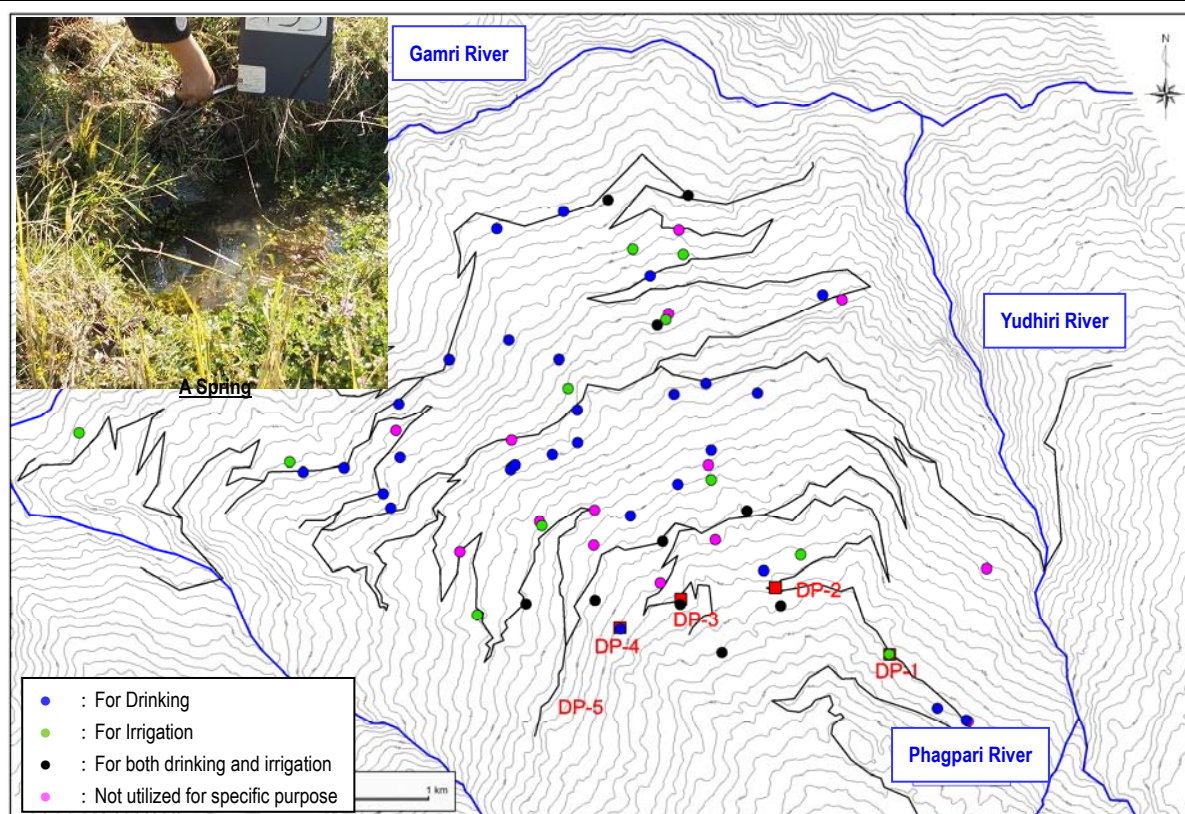 Gamri River
N
Yudhiri River
A Spring
DP-2
DP-3
DP-4
DP-1
DP-5
Phagpari River
: For Drinking
: For Irrigation
: For both drinking and irrigation
: Not utilized for specific purpose
1 km